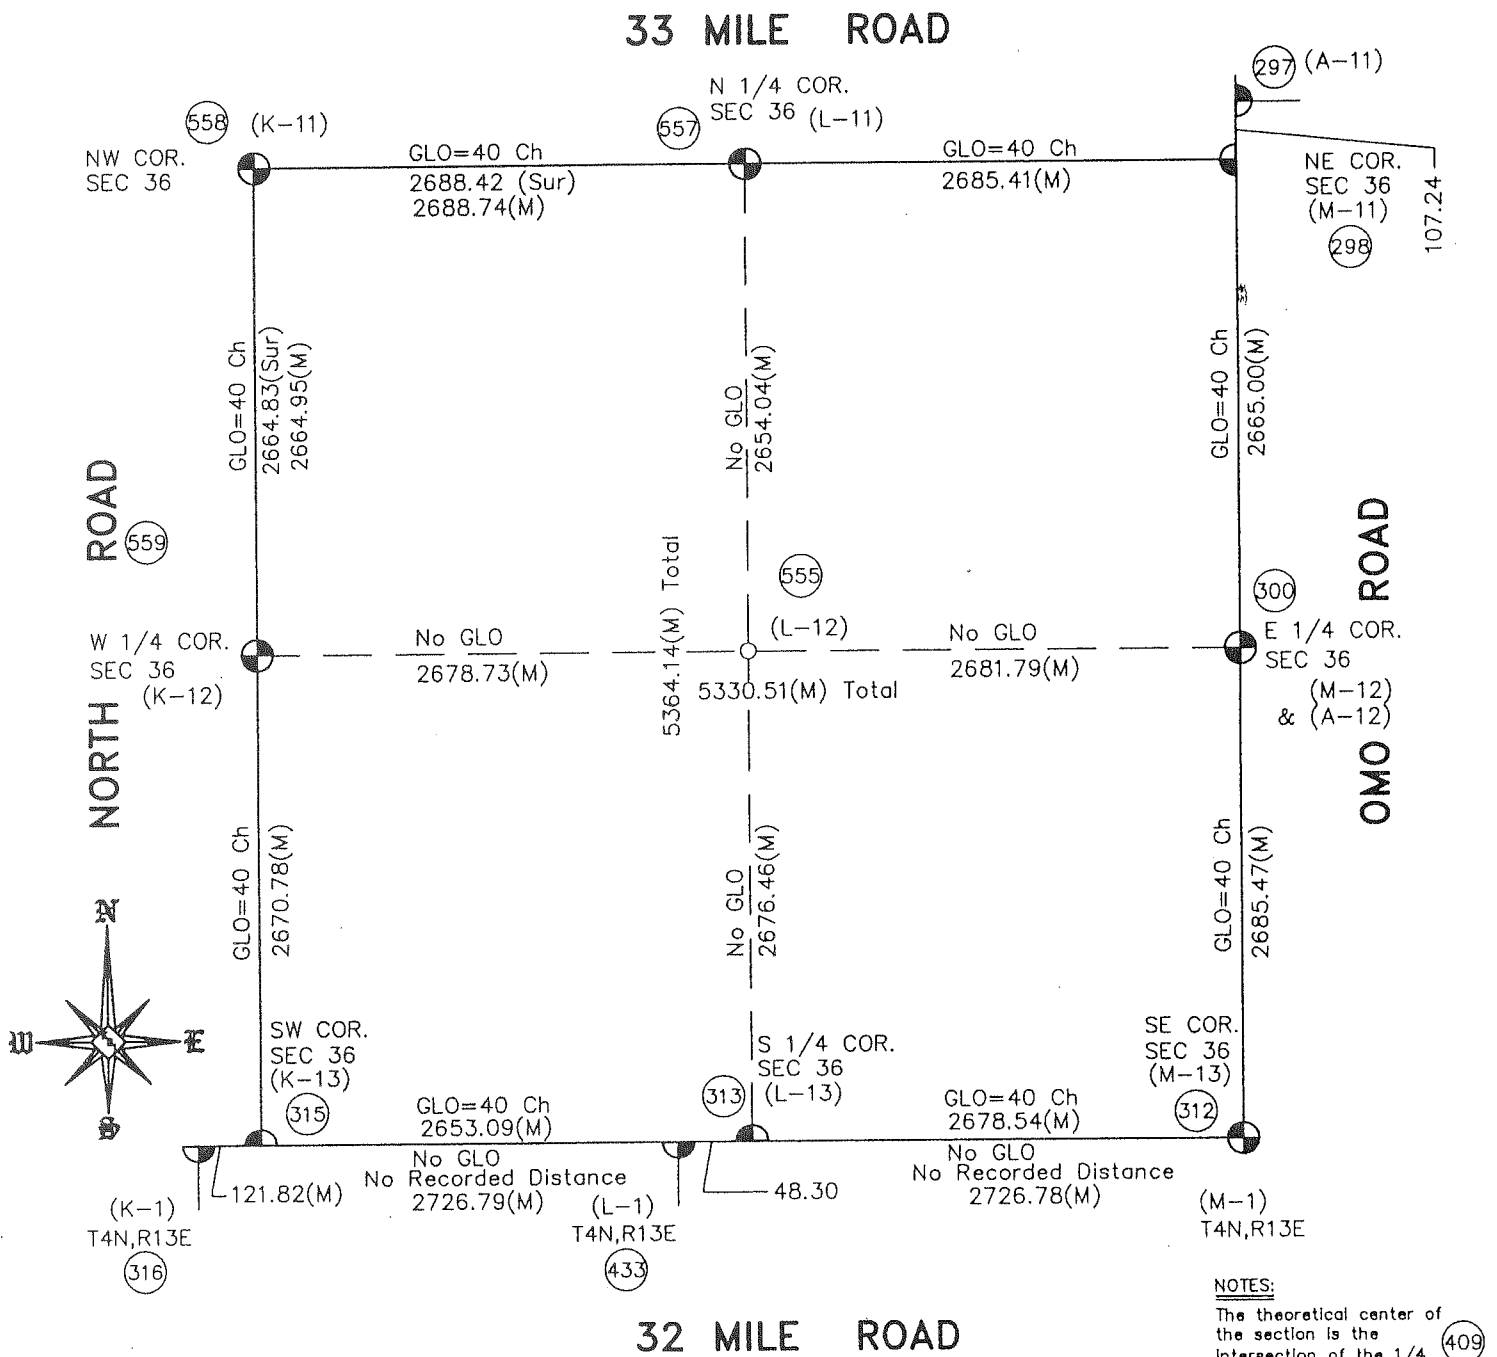 33 MILE ROAD
297 (A-11)
N 1/4 COR.
SEC 36 (L-11)
558 (K-11)
557
NW COR.
SEC 36
GLO=40 Ch
2688.42 (Sur)
2688.74(M)
GLO=40 Ch
2685.41(M)
NE COR.
SEC 36
(M-11)
298
107.24
GLO=40 Ch
2664.83(Sur)
2664.95(M)
No GLO
2654.04(M)
GLO=40 Ch
2665.00(M)
NORTH ROAD
559
OMO ROAD
555
(L-12)
300
W 1/4 COR.
SEC 36
(K-12)
No GLO
2678.73(M)
5364.14(M) Total
5330.51(M) Total
No GLO
2681.79(M)
E 1/4 COR.
SEC 36
(M-12)
& (A-12)
GLO=40 Ch
2670.78(M)
No GLO
2676.46(M)
GLO=40 Ch
2685.47(M)
N
W E
S
SW COR.
SEC 36
(K-13)
315
S 1/4 COR.
SEC 36
(L-13)
313
SE COR.
SEC 36
(M-13)
312
GLO=40 Ch
2653.09(M)
GLO=40 Ch
2678.54(M)
No GLO
No Recorded Distance
2726.79(M)
No GLO
No Recorded Distance
2726.78(M)
121.82(M)
48.30
(K-1)
T4N,R13E
316
(L-1)
T4N,R13E
433
(M-1)
T4N,R13E
32 MILE ROAD
NOTES:
The theoretical center of
the section is the
intersection of the 1/4
409